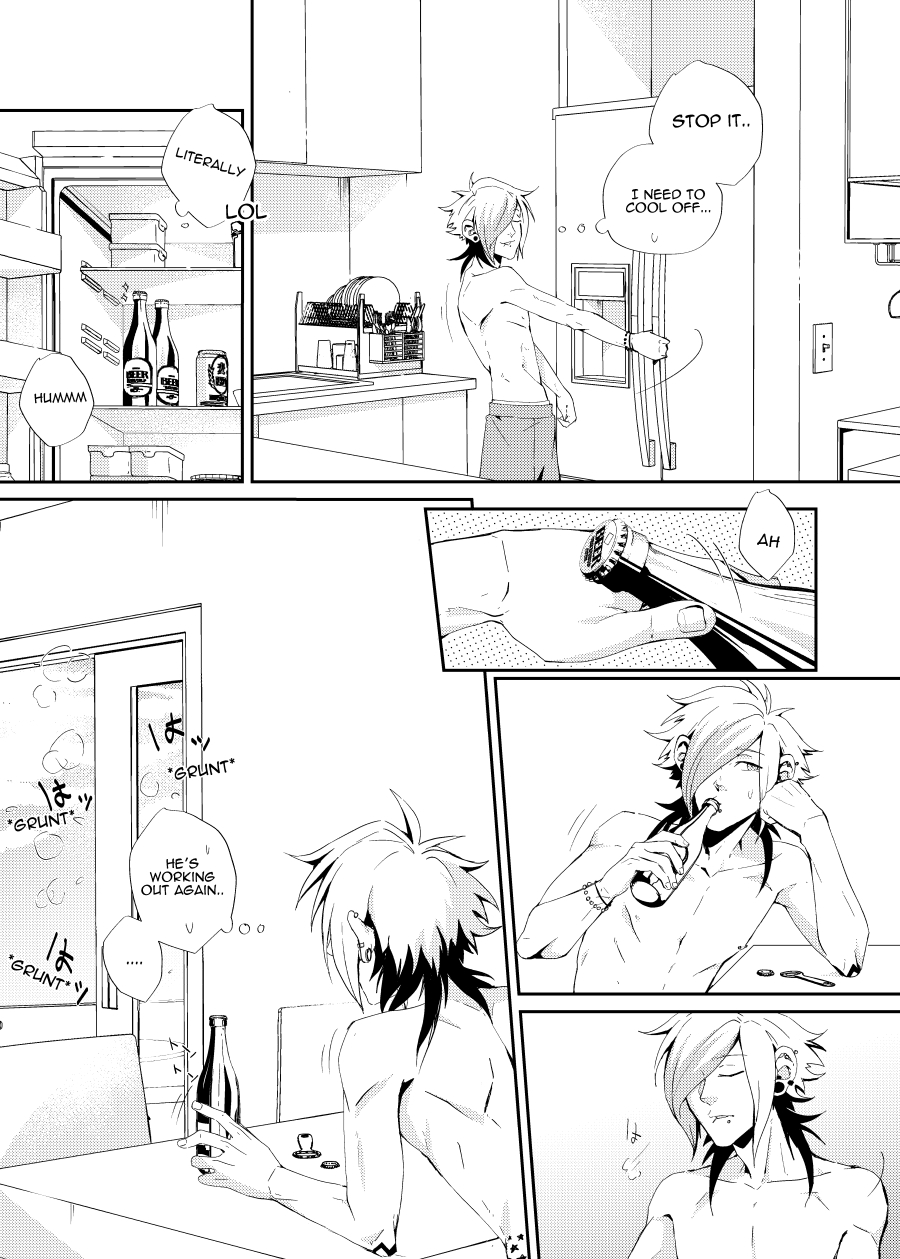 STOP IT..
I NEED TO
COOL OFF...
LITERALLY
LOL
HUMMM
BEER
BEER
AH
BEER
はッ
*GRUNT*
はッ
*GRUNT*
HE'S
WORKING
OUT AGAIN..
....
はッ
*GRUNT*
は